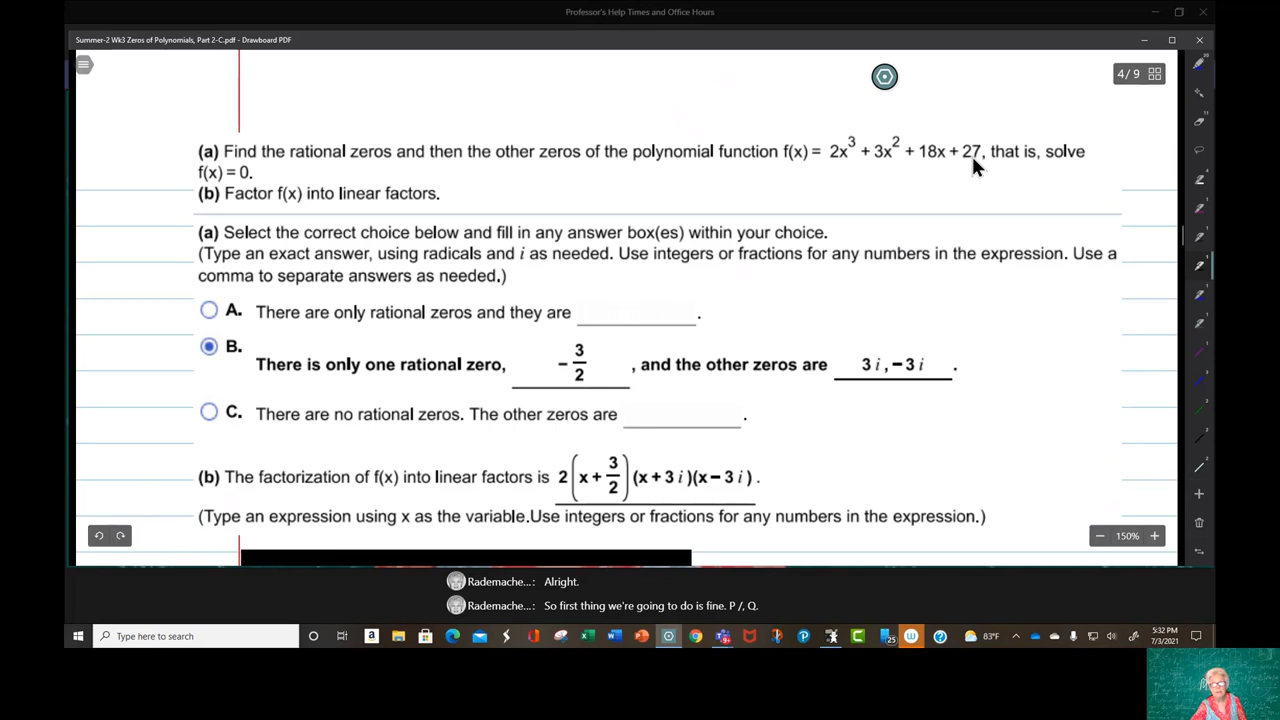 Professor's Help Times and Office Hours
Summer-2 Wk3 Zeros of Polynomials, Part 2-C.pdf - Drawboard PDF
4/9
(a) Find the rational zeros and then the other zeros of the polynomial function f(x) = 2x³ + 3x² + 18x + 27, that is, solve
f(x) = 0.
(b) Factor f(x) into linear factors.
(a) Select the correct choice below and fill in any answer box(es) within your choice.
(Type an exact answer, using radicals and i as needed. Use integers or fractions for any numbers in the expression. Use a
comma to separate answers as needed.)
A. There are only rational zeros and they are ____.
B. There is only one rational zero, - 3/2, and the other zeros are 3 i , - 3 i.
C. There are no rational zeros. The other zeros are ____.
(b) The factorization of f(x) into linear factors is 2(x + 3/2)(x + 3 i)(x - 3 i).
(Type an expression using x as the variable.Use integers or fractions for any numbers in the expression.)
150%
Rademache...: Alright.
Rademache...: So first thing we're going to do is fine. P /, Q.
Type here to search
83°F
5:32 PM
7/3/2021